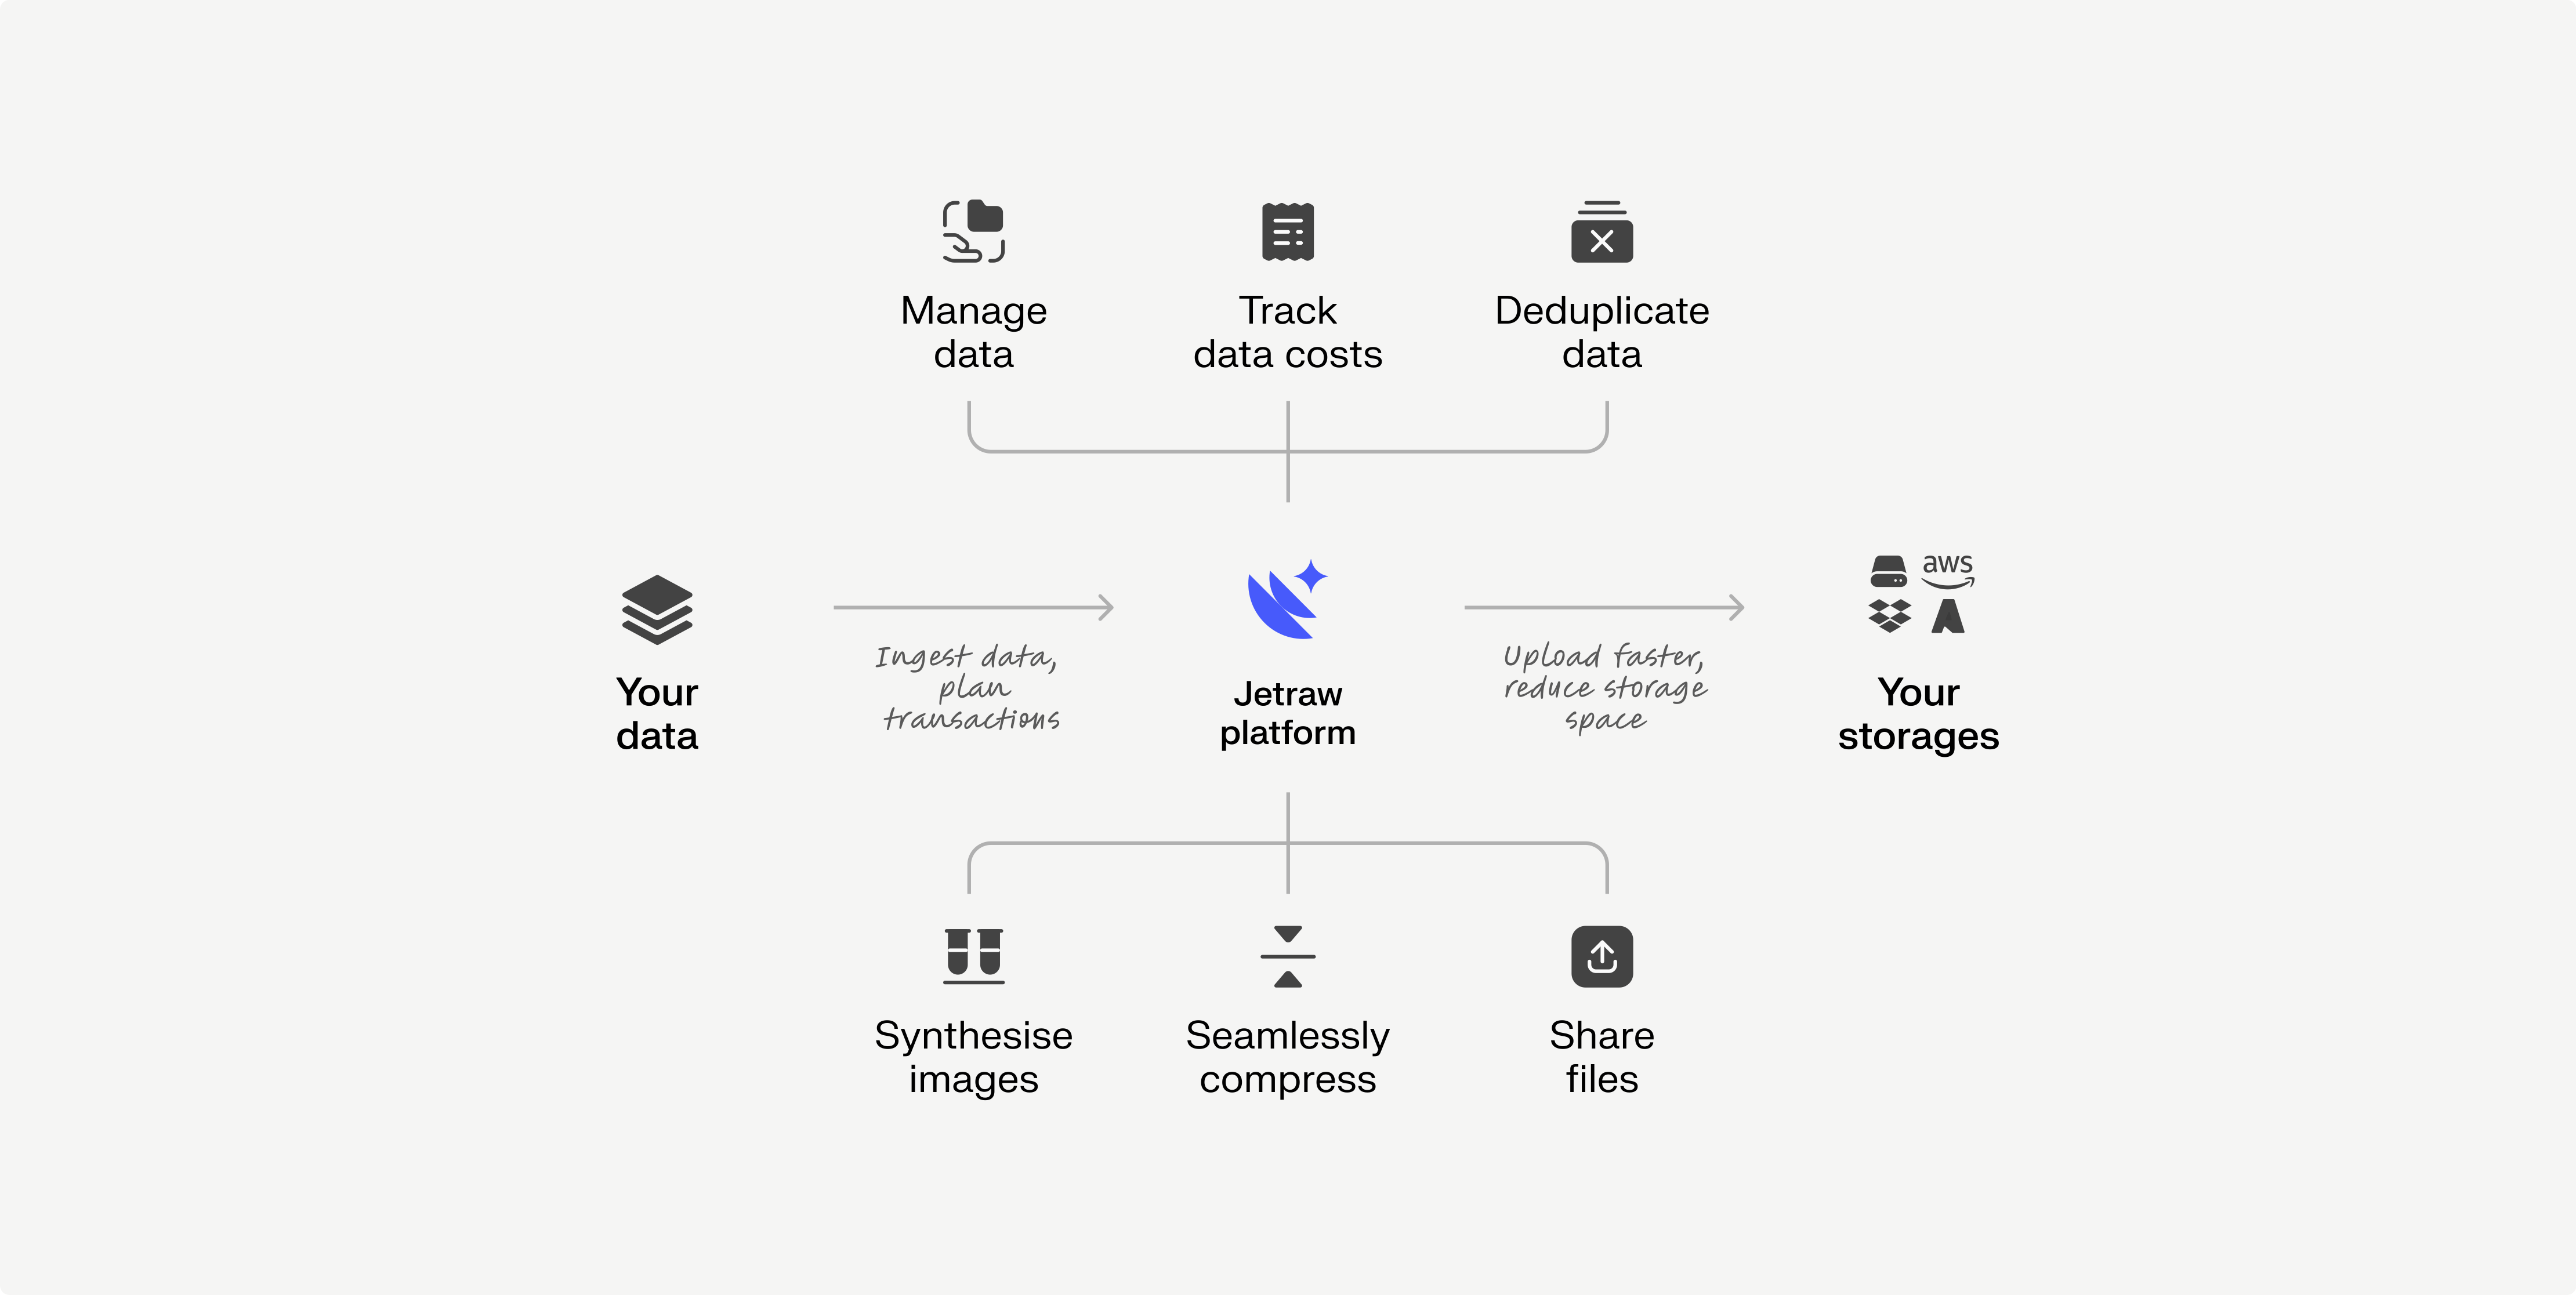 Manage
data
Track
data costs
Deduplicate
data
Your
data
Ingest data,
plan
transactions
Jetraw
platform
Upload faster,
reduce storage
space
aws
Your
storages
Synthesise
images
Seamlessly
compress
Share
files